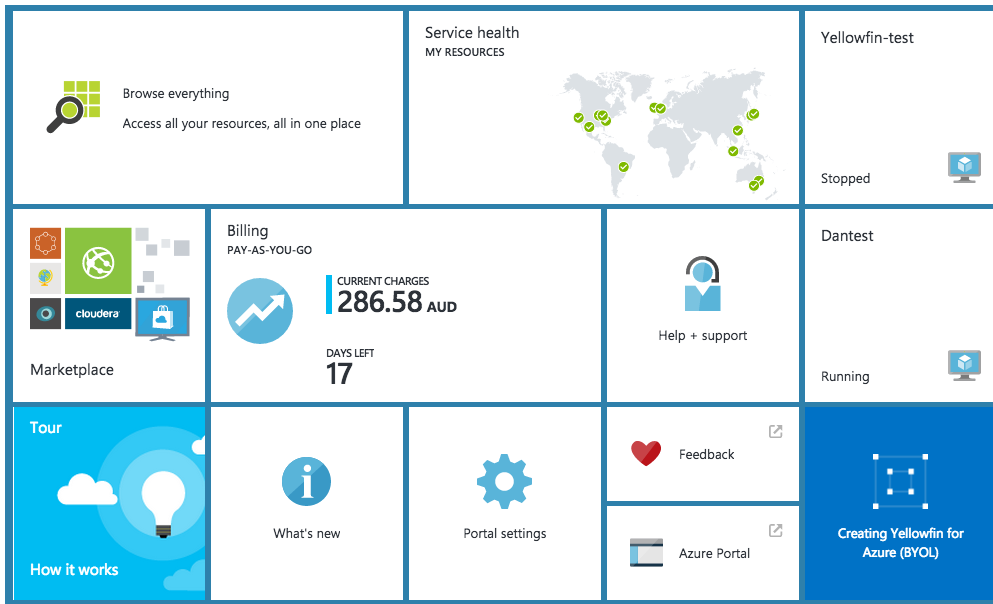 Browse everything
Access all your resources, all in one place
Service health
MY RESOURCES
Yellowfin-test
Stopped
cloudera
Marketplace
Billing
PAY-AS-YOU-GO
CURRENT CHARGES
286.58 AUD
DAYS LEFT
17
Help + support
Dantest
Running
Tour
How it works
What's new
Portal settings
Feedback
Azure Portal
Creating Yellowfin for
Azure (BYOL)